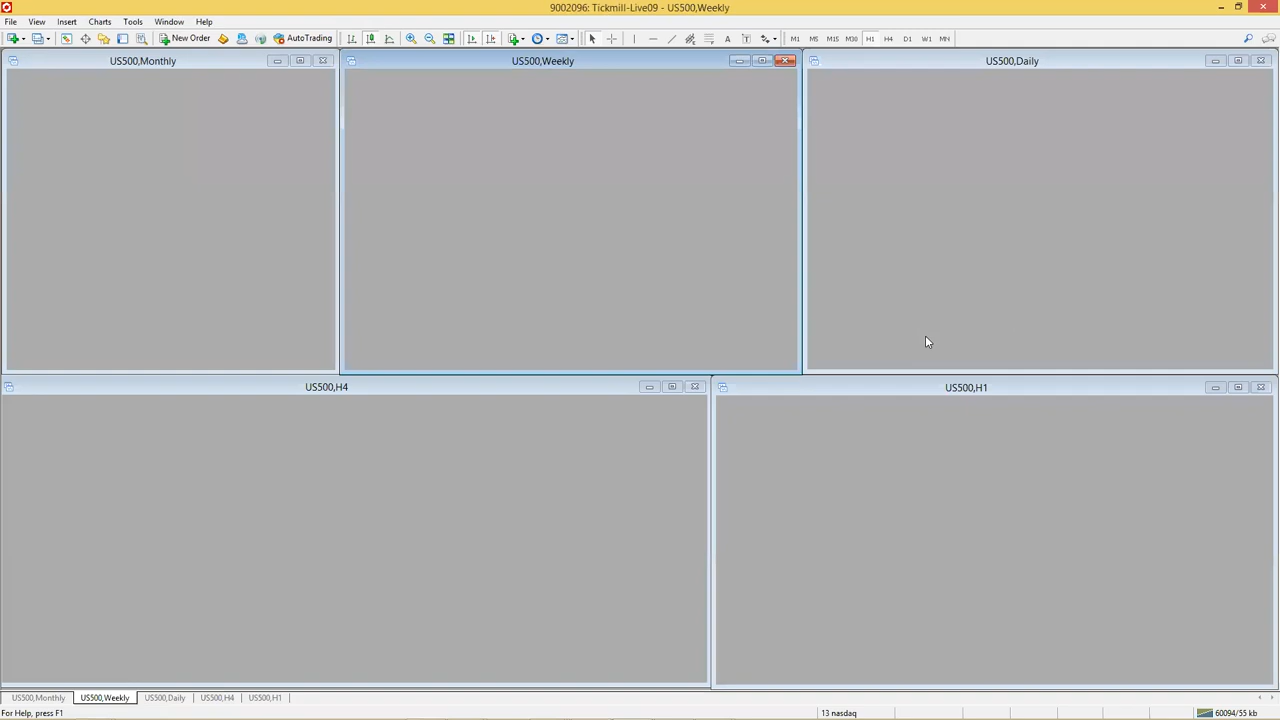 9002096: Tickmill-Live09 - US500,Weekly
File View Insert Charts Tools Window Help
New Order AutoTrading A T M1 M5 M15 M30 H1 H4 D1 W1 MN
US500,Monthly US500,Weekly US500,Daily
US500,H4 US500,H1
US500,Monthly US500,Weekly US500,Daily US500,H4 US500,H1
For Help, press F1 13 nasdaq 60094/55 kb